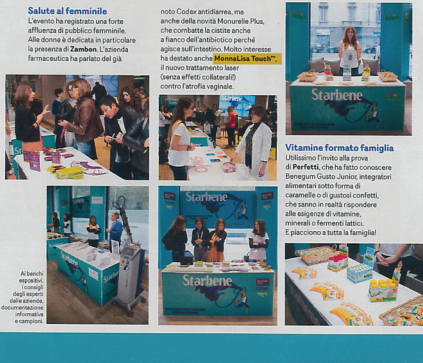 Salute al femminile
L'evento ha registrato una forte
affluenza di pubblico femminile.
Alle donne è dedicata in particolare
la presenza di Zambon. L'azienda
farmaceutica ha parlato del già
noto Codex antidiarrea, ma
anche della novità Monurelle Plus,
che combatte la cistite anche
a fianco dell'antibiotico perché
agisce sull'intestino. Molto interesse
ha destato anche MonnaLisa Touch™,
il nuovo trattamento laser
(senza effetti collaterali!)
contro l'atrofia vaginale.
Starbene
Vitamine formato famiglia
Utilissimo l'invito alla prova
di Perfetti, che ha fatto conoscere
Benegum Gusto Junior, integratori
alimentari sotto forma di
caramelle o di gustosi confetti,
che sanno in realtà rispondere
alle esigenze di vitamine,
minerali o fermenti lattici.
E piacciono a tutta la famiglia!
Ai banchi
espositivi,
i consigli
degli esperti
delle aziende,
documentazione
informativa
e campioni.
Starbene
Starbene